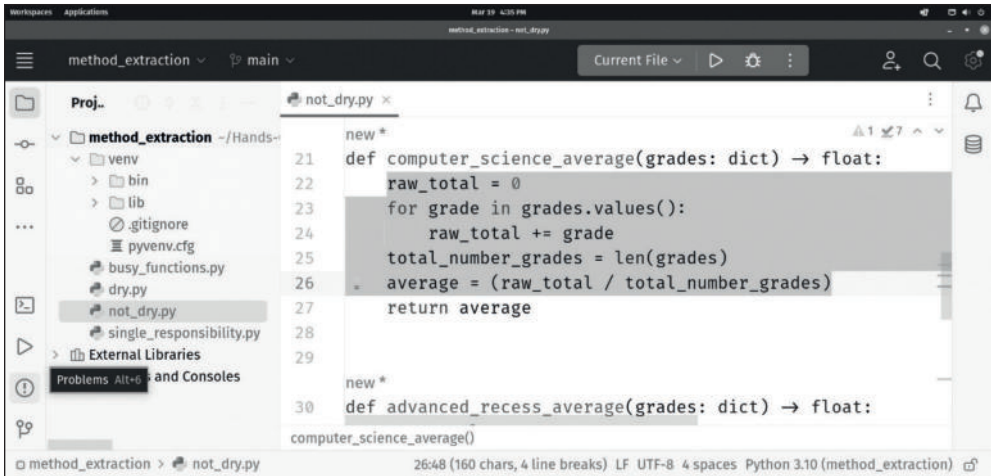 Workspaces Applications
Mar 19 4:35 PM
method_extraction – not_dry.py
method_extraction main
Current File
Proj..
not_dry.py
method_extraction ~/Hands-
venv
bin
lib
.gitignore
pyvenv.cfg
busy_functions.py
dry.py
not_dry.py
single_responsibility.py
External Libraries
and Consoles
Problems Alt+6
1 7
new *
21 def computer_science_average(grades: dict) → float:
22 raw_total = 0
23 for grade in grades.values():
24 raw_total += grade
25 total_number_grades = len(grades)
26 average = (raw_total / total_number_grades)
27 return average
28
29
new *
30 def advanced_recess_average(grades: dict) → float:
computer_science_average()
method_extraction > not_dry.py
26:48 (160 chars, 4 line breaks) LF UTF-8 4 spaces Python 3.10 (method_extraction)